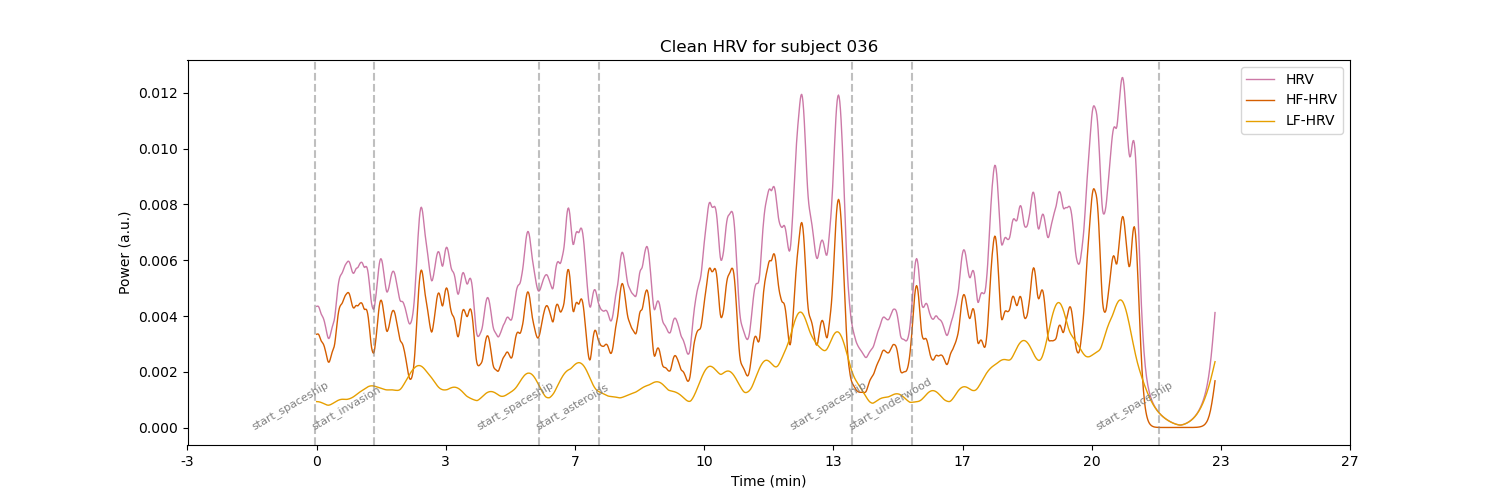 Clean HRV for subject 036
HRV
HF-HRV
LF-HRV
Power (a.u.)
0.012
0.010
0.008
0.006
0.004
0.002
0.000
start_spaceship
start_invasion
start_spaceship
start_asteroids
start_spaceship
start_underwood
start_spaceship
-3 0 3 7 10 13 17 20 23 27
Time (min)